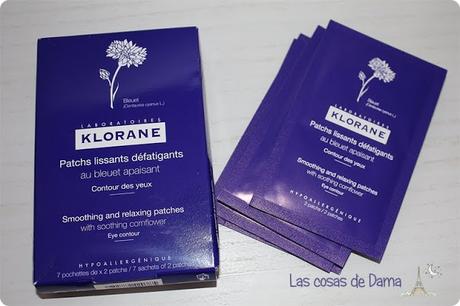 Bleuet
(Centaurea cyanus L.)
LABORATOIRES
KLORANE
Patchs lissants défatigants
au bleuet apaisant
Contour des yeux
Smoothing and relaxing patches
with soothing cornflower
Eye contour
HYPOALLERGÉNIQUE
7 pochettes de x 2 patchs / 7 sachets of 2 patches
Bleuet
(Centaurea cyanus L.)
LABORATOIRES
KLORANE
Patchs lissants défatigants
au bleuet apaisant
Contour des yeux
Smoothing and relaxing patches
with soothing cornflower
Eye contour
HYPOALLERGÉNIQUE
2 patchs / 2 patches
Las cosas de Dama